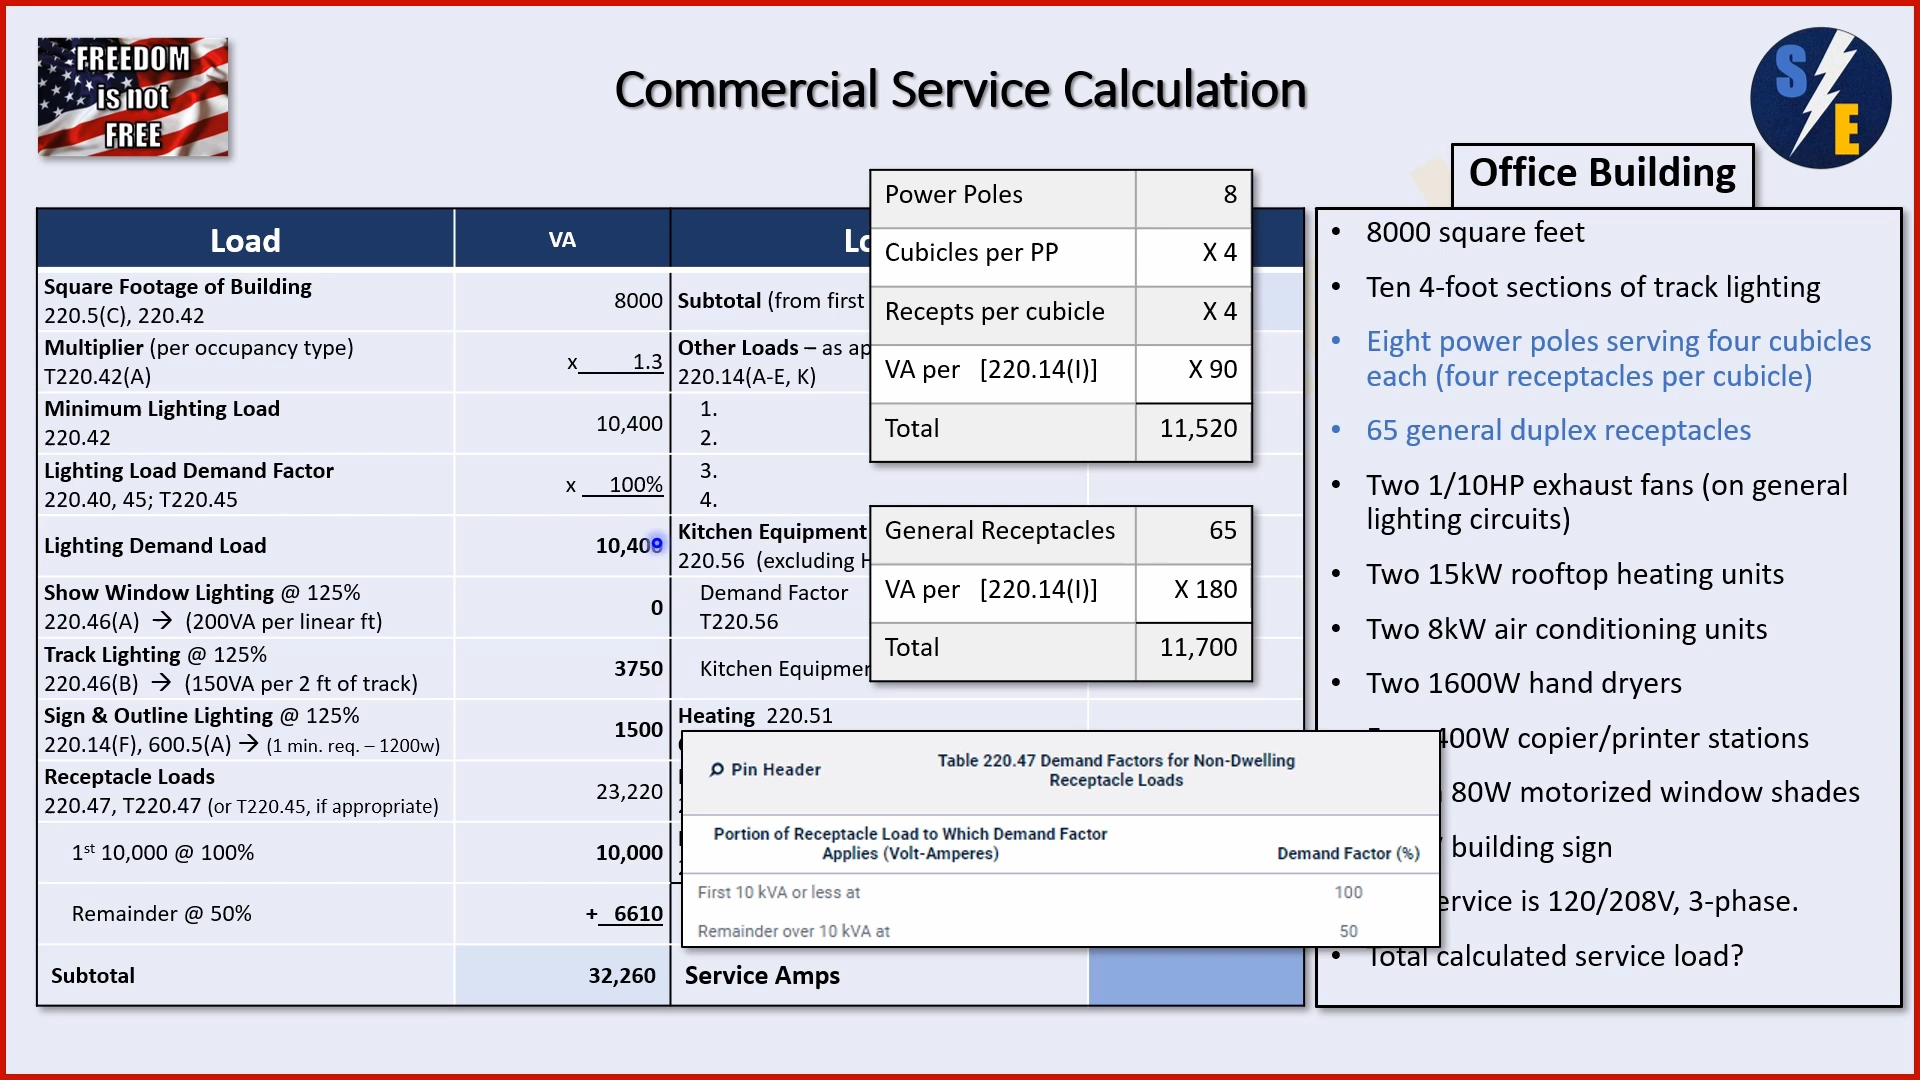 FREEDOM
is not
FREE
Commercial Service Calculation
S
E
Office Building
Load
VA
Square Footage of Building
220.5(C), 220.42
8000
Multiplier (per occupancy type)
T220.42(A)
x 1.3
Minimum Lighting Load
220.42
10,400
Lighting Load Demand Factor
220.40, 45; T220.45
x 100%
Lighting Demand Load
10,400
Show Window Lighting @ 125%
220.46(A) → (200VA per linear ft)
0
Track Lighting @ 125%
220.46(B) → (150VA per 2 ft of track)
3750
Sign & Outline Lighting @ 125%
220.14(F), 600.5(A) → (1 min. req. – 1200w)
1500
Receptacle Loads
220.47, T220.47 (or T220.45, if appropriate)
23,220
1st 10,000 @ 100%
10,000
Remainder @ 50%
+ 6610
Subtotal
32,260
Subtotal (from first
Other Loads – as
220.14(A-E, K)
1.
2.
3.
4.
Kitchen Equipment
220.56 (excluding
Demand Factor
T220.56
Kitchen
Heating 220.51
Service Amps
Power Poles 8
Cubicles per PP X 4
Recepts per cubicle X 4
VA per [220.14(I)] X 90
Total 11,520
General Receptacles 65
VA per [220.14(I)] X 180
Total 11,700
Pin Header
Table 220.47 Demand Factors for Non-Dwelling
Receptacle Loads
Portion of Receptacle Load to Which Demand Factor
Applies (Volt-Amperes)
Demand Factor (%)
First 10 kVA or less at 100
Remainder over 10 kVA at 50
• 8000 square feet
• Ten 4-foot sections of track lighting
• Eight power poles serving four cubicles
each (four receptacles per cubicle)
• 65 general duplex receptacles
• Two 1/10HP exhaust fans (on general
lighting circuits)
• Two 15kW rooftop heating units
• Two 8kW air conditioning units
• Two 1600W hand dryers
copier/printer stations
80W motorized window shades
building sign
is 120/208V, 3-phase.
• Total calculated service load?